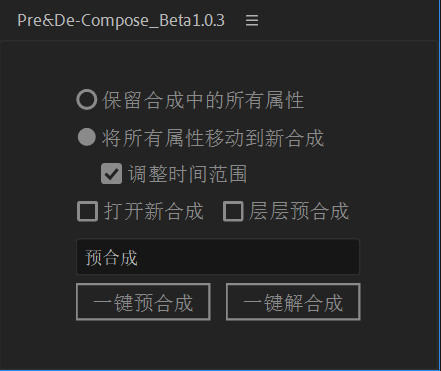 Pre&De-Compose_Beta1.0.3
保留合成中的所有属性
将所有属性移动到新合成
调整时间范围
打开新合成 层层预合成
预合成
一键预合成 一键解合成